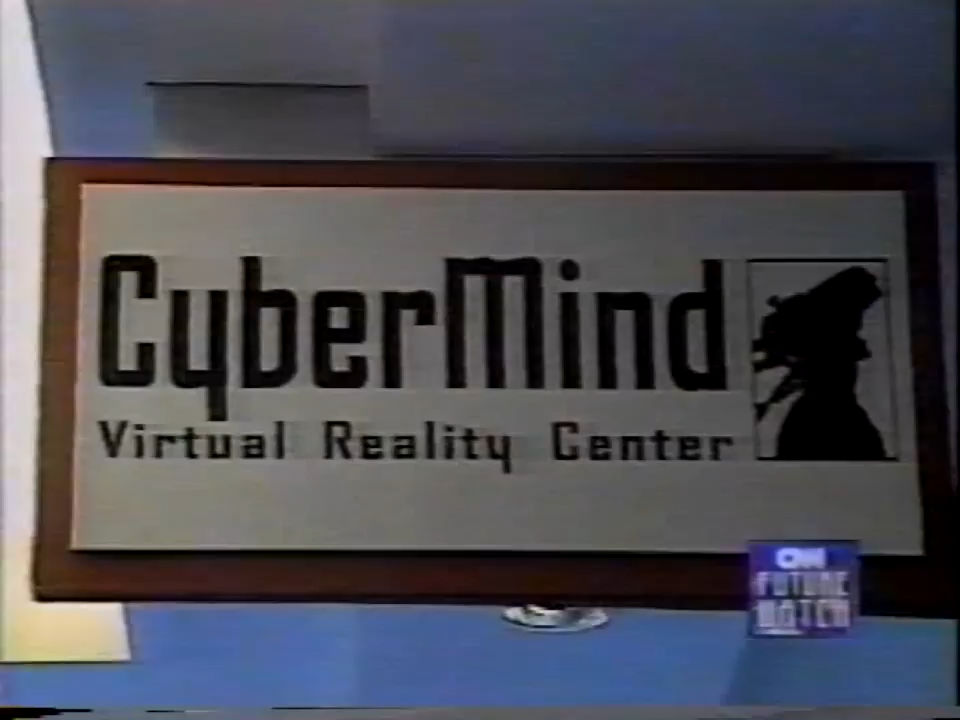 CyberMind
Virtual Reality Center
CNN
FUTURE
WATCH